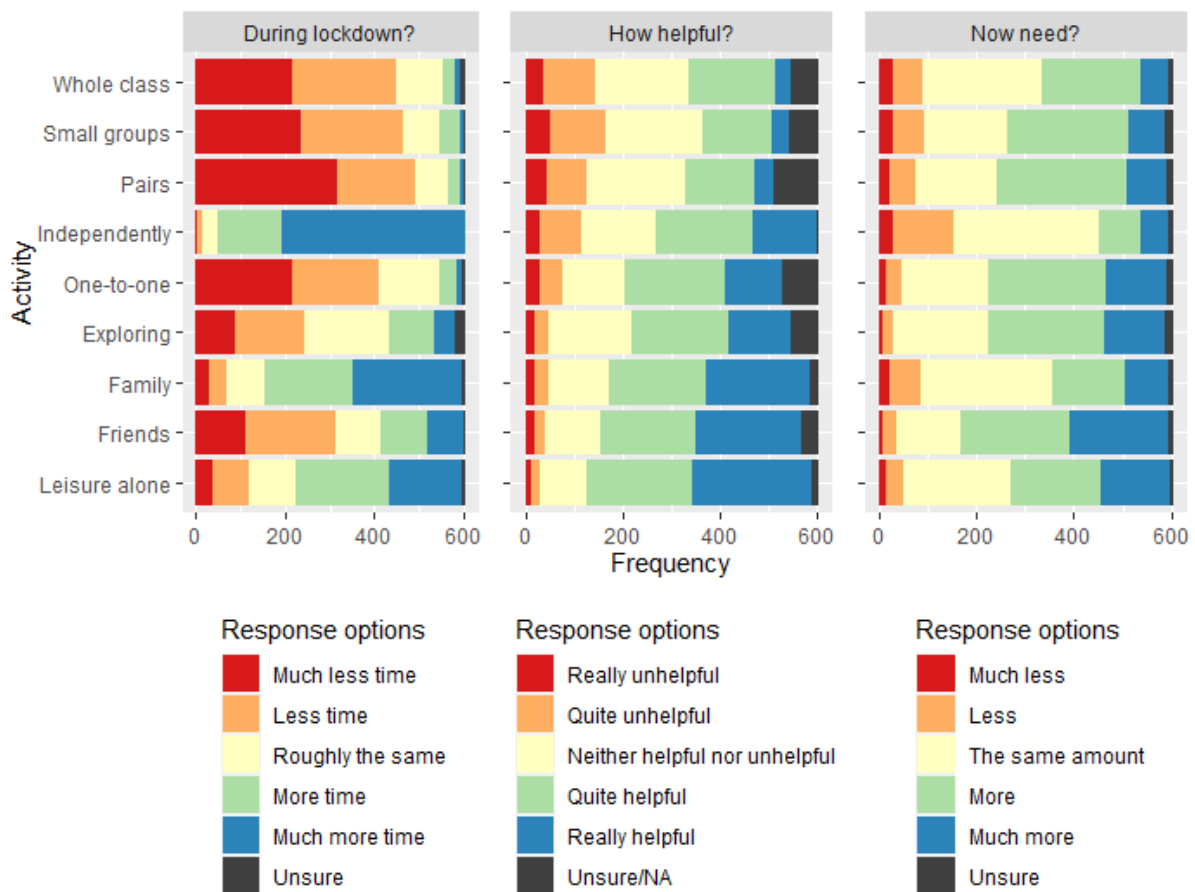 During lockdown?
How helpful?
Now need?
Activity
Whole class
Small groups
Pairs
Independently
One-to-one
Exploring
Family
Friends
Leisure alone
0 200 400 600
0 200 400 600
0 200 400 600
Frequency
Response options
Much less time
Less time
Roughly the same
More time
Much more time
Unsure
Response options
Really unhelpful
Quite unhelpful
Neither helpful nor unhelpful
Quite helpful
Really helpful
Unsure/NA
Response options
Much less
Less
The same amount
More
Much more
Unsure